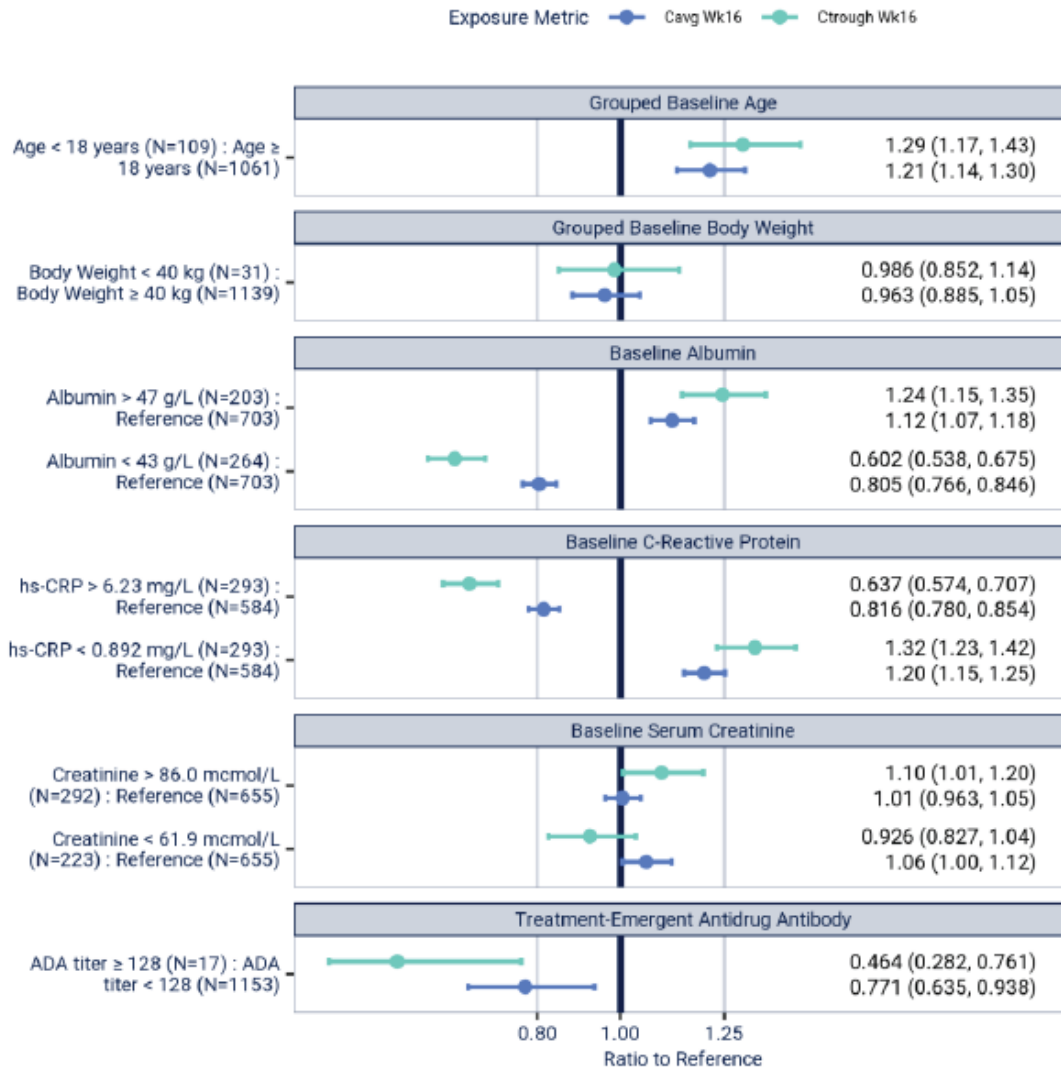 Exposure Metric Cavg Wk16 Ctrough Wk16
Grouped Baseline Age
Age < 18 years (N=109) : Age ≥
18 years (N=1061)
1.29 (1.17, 1.43)
1.21 (1.14, 1.30)
Grouped Baseline Body Weight
Body Weight < 40 kg (N=31) :
Body Weight ≥ 40 kg (N=1139)
0.986 (0.852, 1.14)
0.963 (0.885, 1.05)
Baseline Albumin
Albumin > 47 g/L (N=203) :
Reference (N=703)
1.24 (1.15, 1.35)
1.12 (1.07, 1.18)
Albumin < 43 g/L (N=264) :
Reference (N=703)
0.602 (0.538, 0.675)
0.805 (0.766, 0.846)
Baseline C-Reactive Protein
hs-CRP > 6.23 mg/L (N=293) :
Reference (N=584)
0.637 (0.574, 0.707)
0.816 (0.780, 0.854)
hs-CRP < 0.892 mg/L (N=293) :
Reference (N=584)
1.32 (1.23, 1.42)
1.20 (1.15, 1.25)
Baseline Serum Creatinine
Creatinine > 86.0 mcmol/L
(N=292) : Reference (N=655)
1.10 (1.01, 1.20)
1.01 (0.963, 1.05)
Creatinine < 61.9 mcmol/L
(N=223) : Reference (N=655)
0.926 (0.827, 1.04)
1.06 (1.00, 1.12)
Treatment-Emergent Antidrug Antibody
ADA titer ≥ 128 (N=17) : ADA
titer < 128 (N=1153)
0.464 (0.282, 0.761)
0.771 (0.635, 0.938)
0.80 1.00 1.25
Ratio to Reference